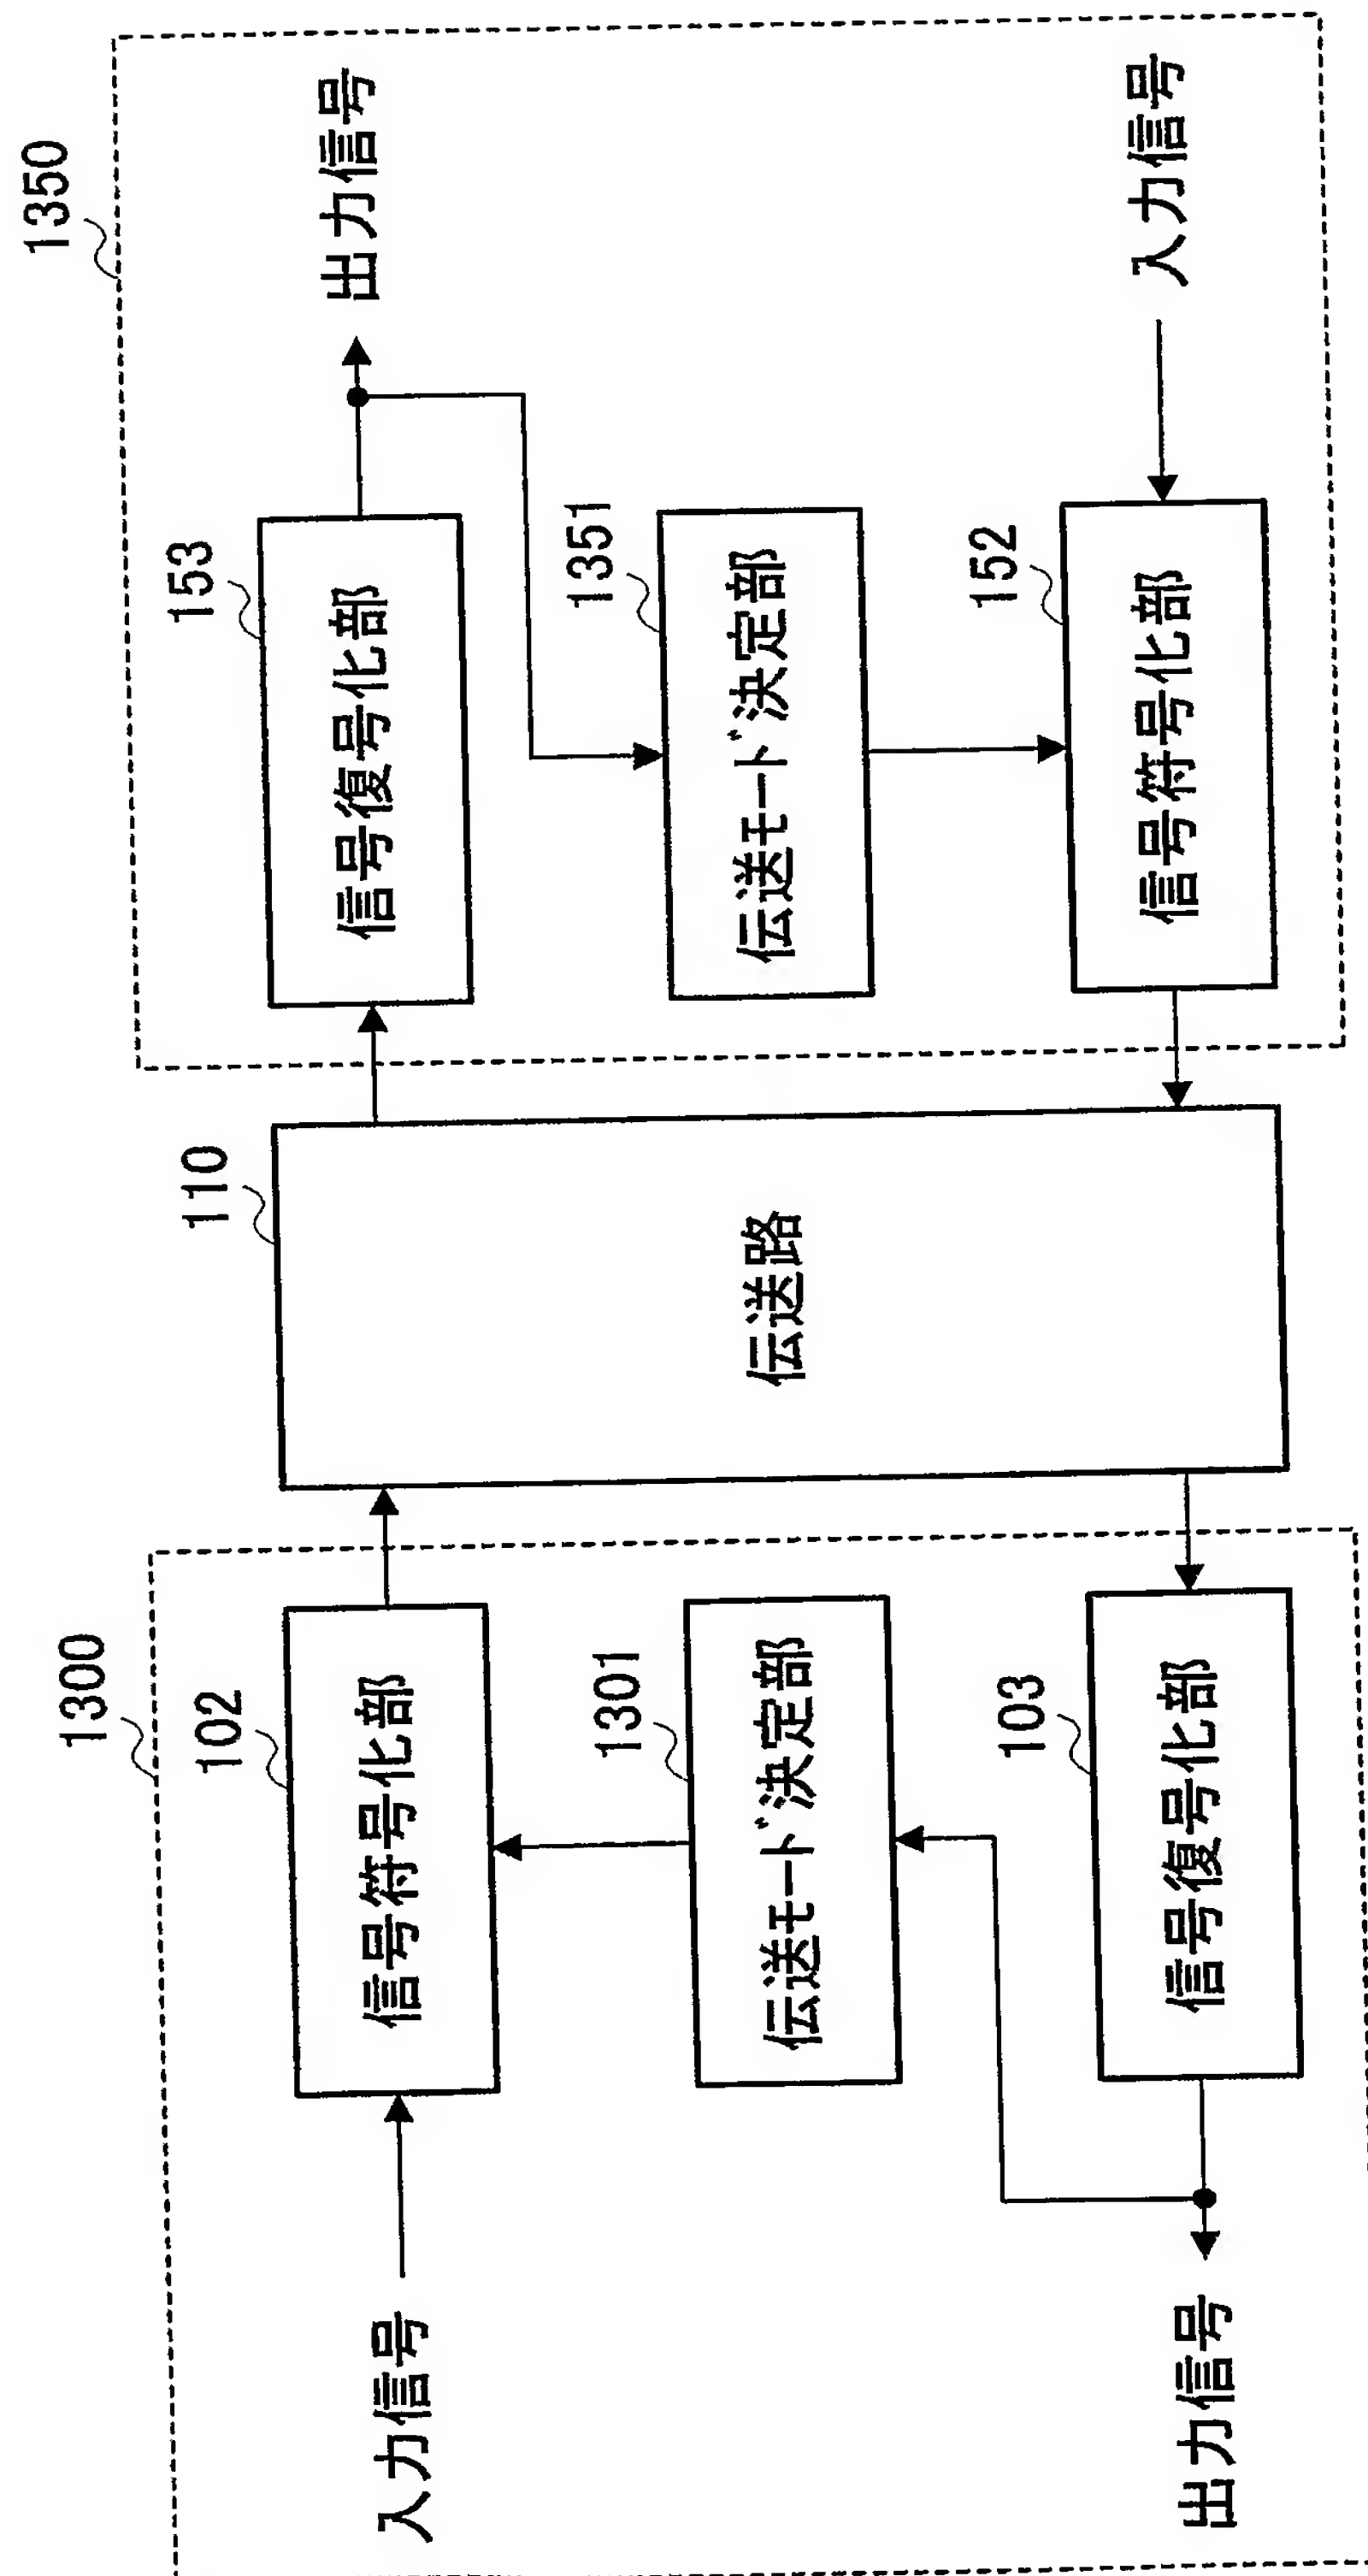 1300
入力信号
102
信号符号化部
1301
伝送モード決定部
103
信号復号化部
出力信号
110
伝送路
1350
153
信号復号化部
出力信号
1351
伝送モード決定部
152
信号符号化部
入力信号